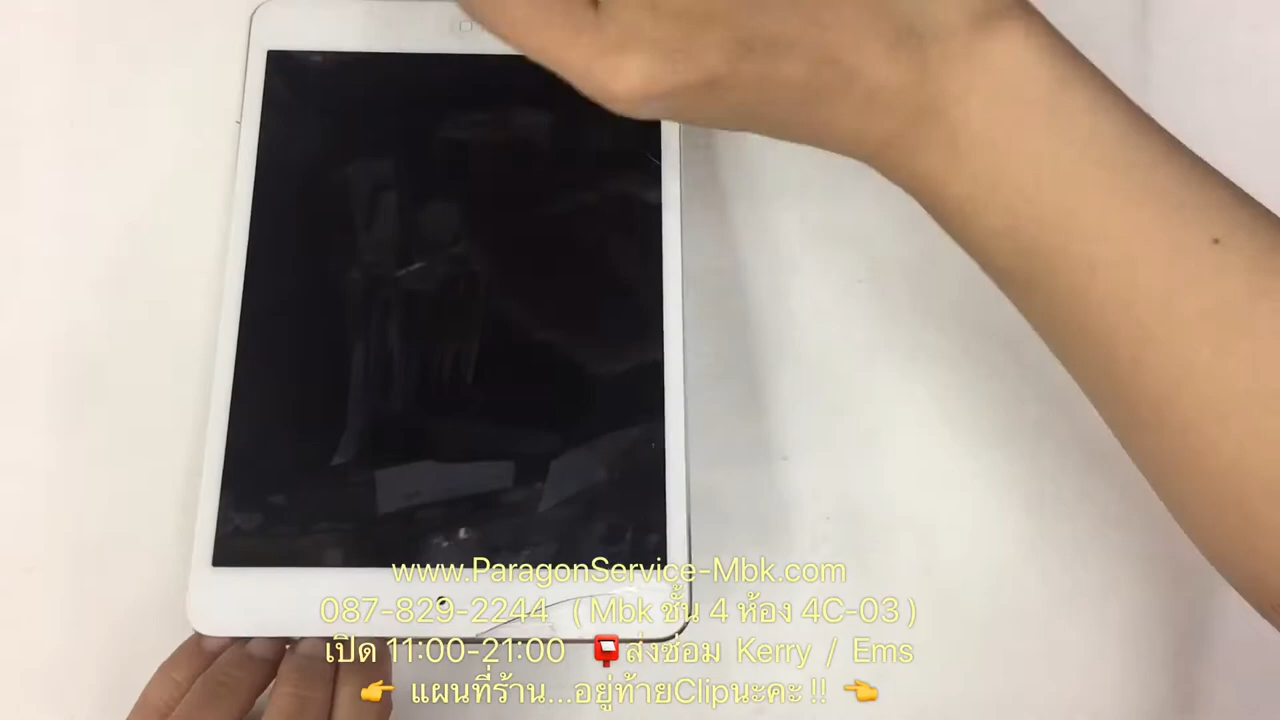 www.ParagonService-Mbk.com
087-829-2244 ( Mbk ชั้น 4 ห้อง 4C-03 )
เปิด 11:00-21:00 📮ส่งซ่อม Kerry / Ems
👉 แผนที่ร้าน...อยู่ท้ายClipนะคะ !! 👈